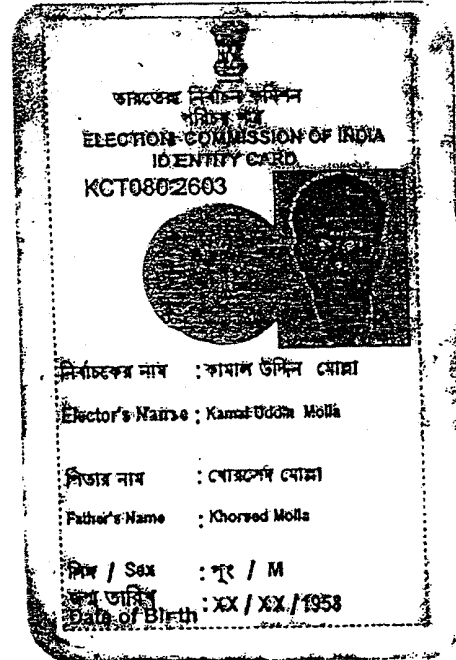 ভারতের নির্বাচন কমিশন
পরিচয় পত্র
ELECTION COMMISSION OF INDIA
IDENTITY CARD
KCT0802603
নির্বাচকের নাম : কামাল উদ্দিন মোল্লা
Elector's Name : Kamal Uddin Molla
পিতার নাম : খোরসেদ মোল্লা
Father's Name : Khorsed Molla
লিঙ্গ / Sex : পুং / M
জন্ম তারিখ
Date of Birth : XX / XX / 1958